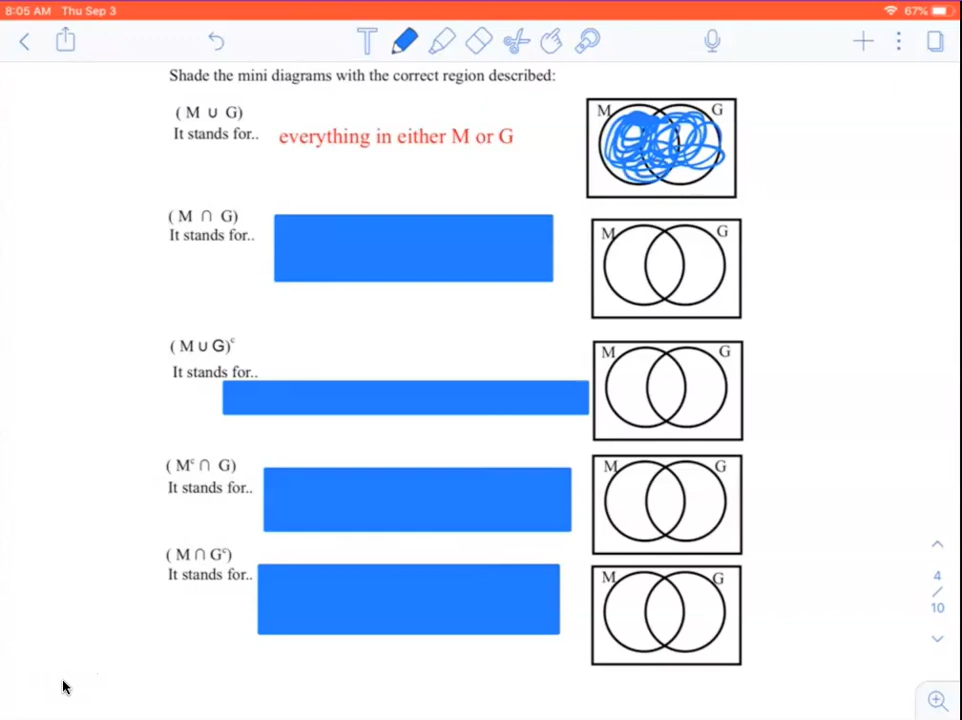 8:05 AM Thu Sep 3
67%
Shade the mini diagrams with the correct region described:
( M ∪ G)
It stands for.. everything in either M or G
M G
( M ∩ G)
It stands for..
M G
( M ∪ G)ᶜ
It stands for..
M G
( Mᶜ ∩ G)
It stands for..
M G
( M ∩ Gᶜ)
It stands for..
M G
4
/
10